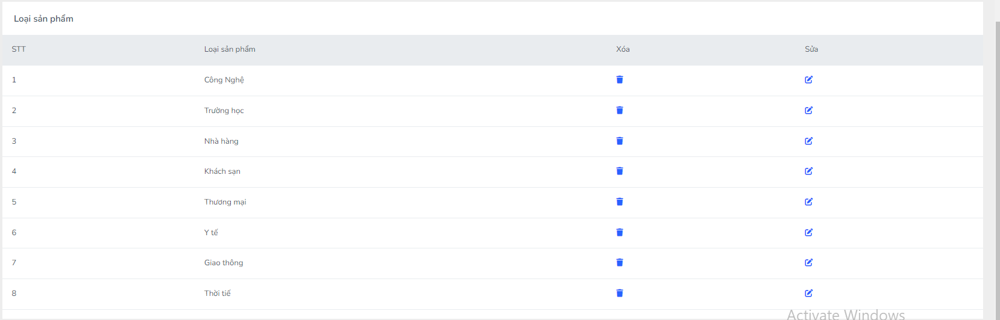 Loại sản phẩm
STT Loại sản phẩm Xóa Sửa
1 Công Nghệ
2 Trường học
3 Nhà hàng
4 Khách sạn
5 Thương mại
6 Y tế
7 Giao thông
8 Thời tiế
Activate Windows